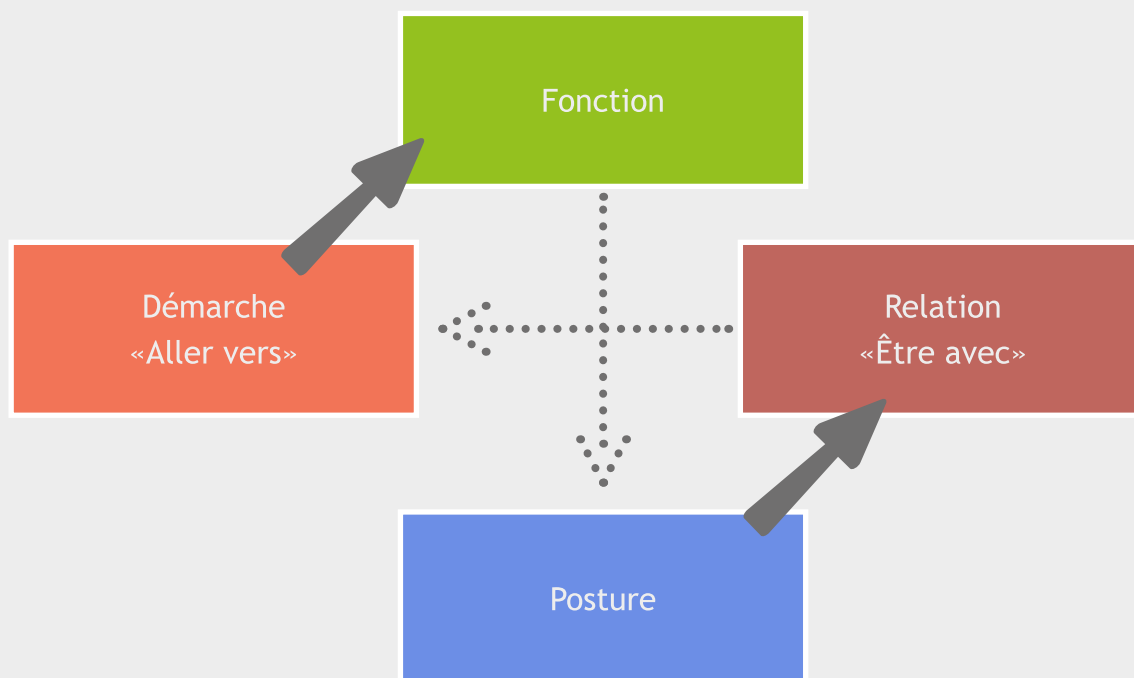 Fonction
Démarche
«Aller vers»
Relation
«Être avec»
Posture